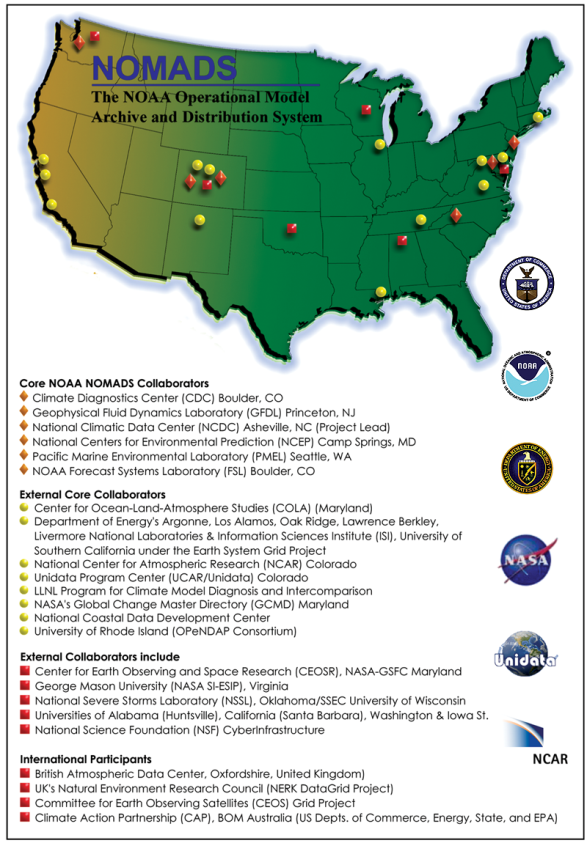 NOMADS
The NOAA Operational Model
Archive and Distribution System
DEPARTMENT OF COMMERCE
UNITED STATES OF AMERICA
NOAA
NASA
Unidata
NCAR
Core NOAA NOMADS Collaborators
Climate Diagnostics Center (CDC) Boulder, CO
Geophysical Fluid Dynamics Laboratory (GFDL) Princeton, NJ
National Climatic Data Center (NCDC) Asheville, NC (Project Lead)
National Centers for Environmental Prediction (NCEP) Camp Springs, MD
Pacific Marine Environmental Laboratory (PMEL) Seattle, WA
NOAA Forecast Systems Laboratory (FSL) Boulder, CO
External Core Collaborators
Center for Ocean-Land-Atmosphere Studies (COLA) (Maryland)
Department of Energy's Argonne, Los Alamos, Oak Ridge, Lawrence Berkley,
Livermore National Laboratories & Information Sciences Institute (ISI), University of
Southern California under the Earth System Grid Project
National Center for Atmospheric Research (NCAR) Colorado
Unidata Program Center (UCAR/Unidata) Colorado
LLNL Program for Climate Model Diagnosis and Intercomparison
NASA's Global Change Master Directory (GCMD) Maryland
National Coastal Data Development Center
University of Rhode Island (OPeNDAP Consortium)
External Collaborators include
Center for Earth Observing and Space Research (CEOSR), NASA-GSFC Maryland
George Mason University (NASA SI-ESIP), Virginia
National Severe Storms Laboratory (NSSL), Oklahoma/SSEC University of Wisconsin
Universities of Alabama (Huntsville), California (Santa Barbara), Washington & Iowa St.
National Science Foundation (NSF) CyberInfrastructure
International Participants
British Atmospheric Data Center, Oxfordshire, United Kingdom)
UK's Natural Environment Research Council (NERK DataGrid Project)
Committee for Earth Observing Satellites (CEOS) Grid Project
Climate Action Partnership (CAP), BOM Australia (US Depts. of Commerce, Energy, State, and EPA)